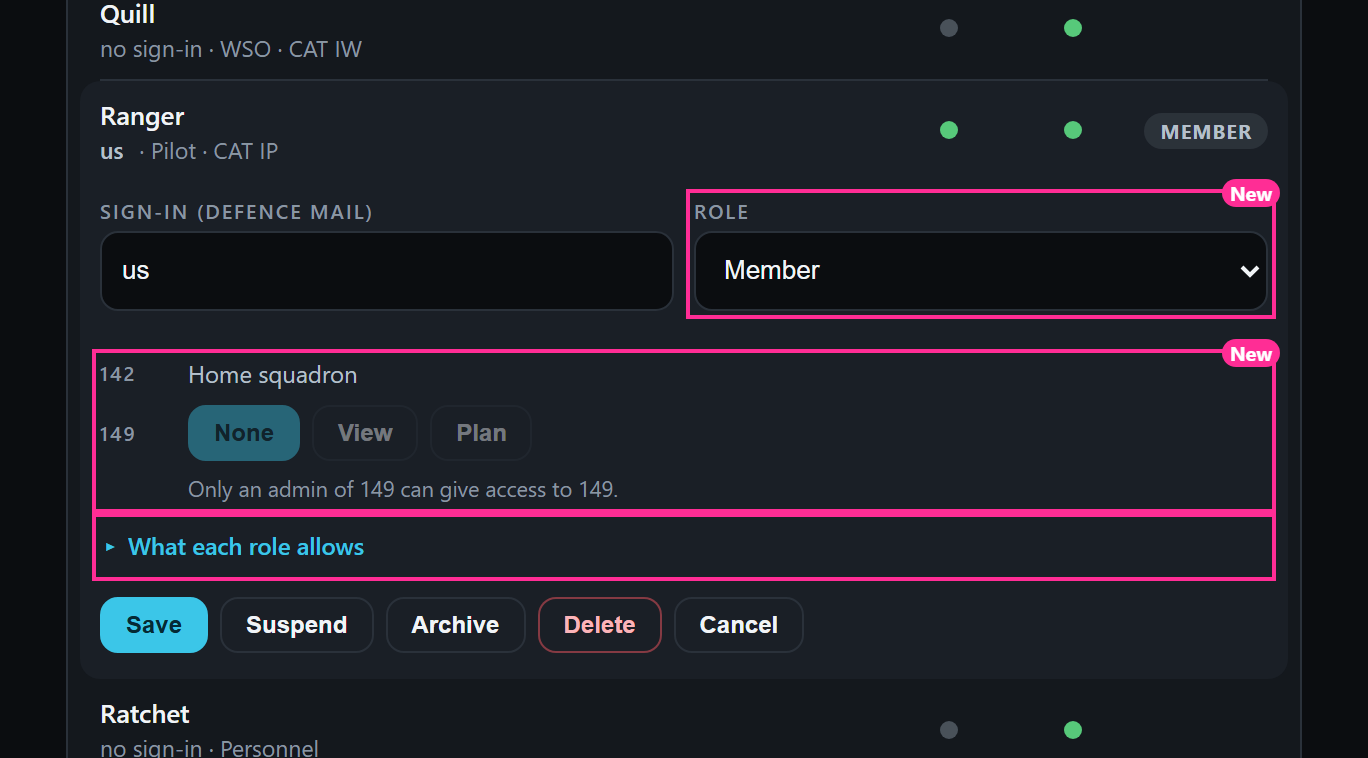 Quill
no sign-in · WSO · CAT IW
Ranger
us · Pilot · CAT IP
MEMBER
SIGN-IN (DEFENCE MAIL)
us
New
ROLE
Member
New
142 Home squadron
149 None View Plan
Only an admin of 149 can give access to 149.
▸ What each role allows
Save Suspend Archive Delete Cancel
Ratchet
no sign-in · Personnel